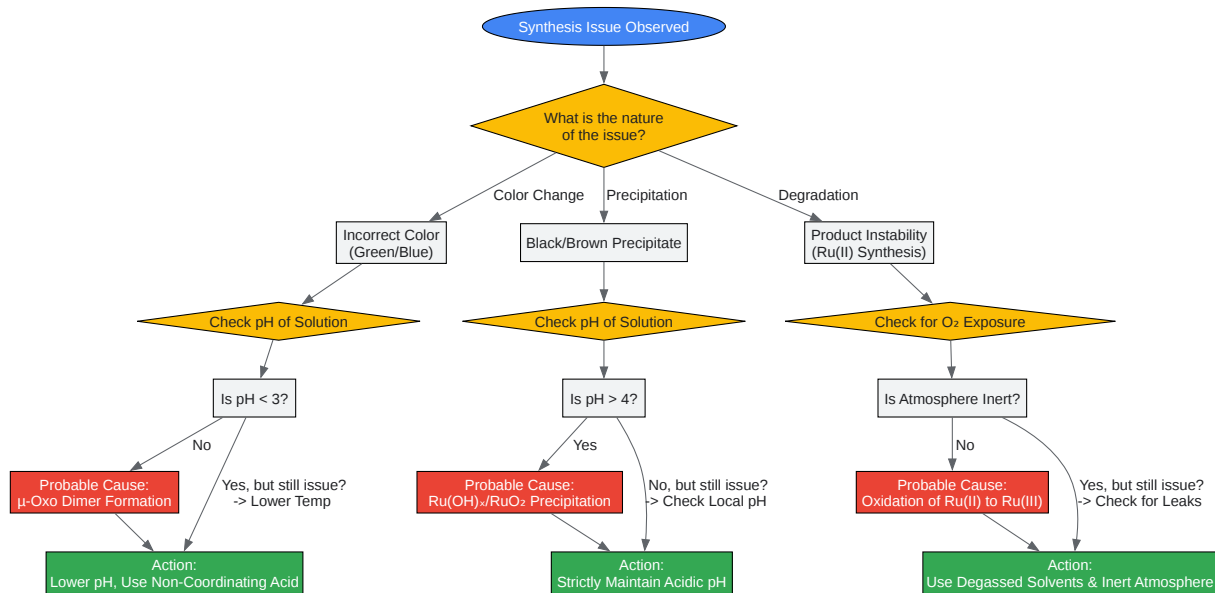 Synthesis Issue Observed
What is the nature
of the issue?
Color Change
Precipitation
Degradation
Incorrect Color
(Green/Blue)
Black/Brown Precipitate
Product Instability
(Ru(II) Synthesis)
Check pH of Solution
Check pH of Solution
Check for O₂ Exposure
Is pH < 3?
Is pH > 4?
Is Atmosphere Inert?
No
Yes
No
Probable Cause:
µ-Oxo Dimer Formation
Yes, but still issue?
-> Lower Temp
Probable Cause:
Ru(OH)ₓ/RuO₂ Precipitation
No, but still issue?
-> Check Local pH
Probable Cause:
Oxidation of Ru(II) to Ru(III)
Yes, but still issue?
-> Check for Leaks
Action:
Lower pH, Use Non-Coordinating Acid
Action:
Strictly Maintain Acidic pH
Action:
Use Degassed Solvents & Inert Atmosphere